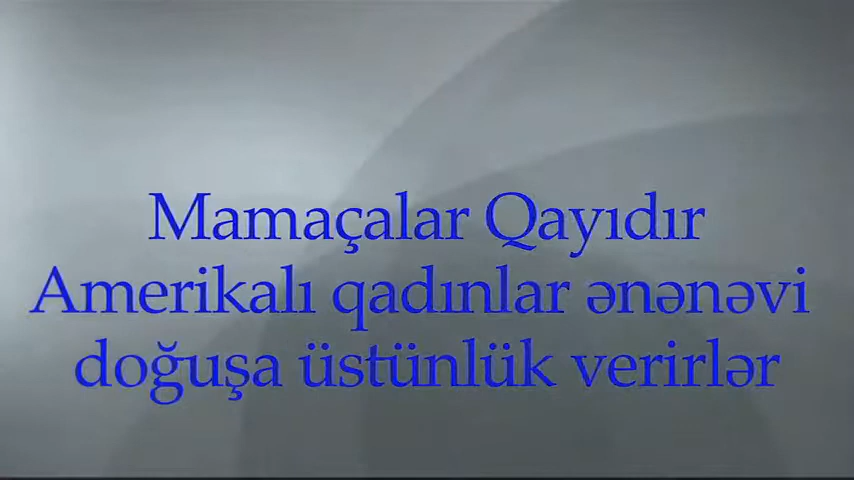 Mamaçalar Qayıdır
Amerikalı qadınlar ənənəvi
doğuşa üstünlük verirlər